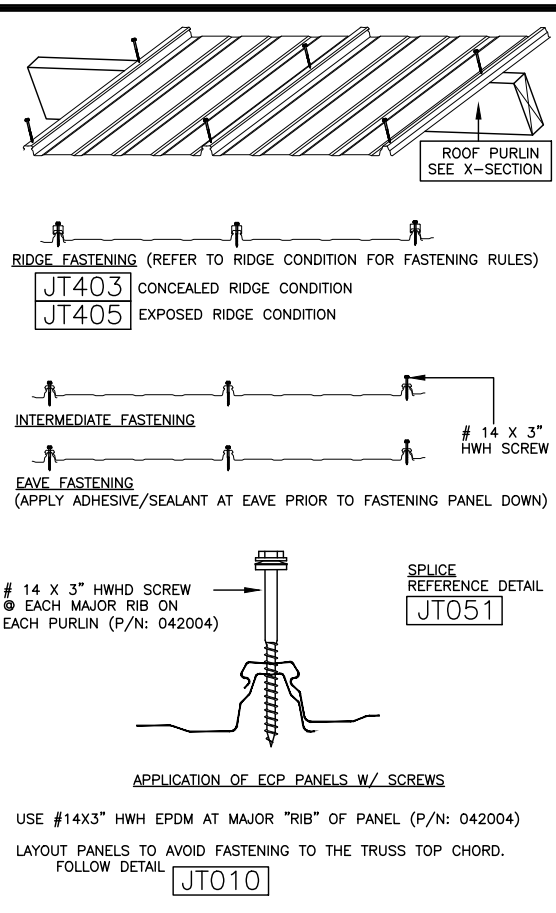 ROOF PURLIN
SEE X-SECTION
RIDGE FASTENING (REFER TO RIDGE CONDITION FOR FASTENING RULES)
JT403 CONCEALED RIDGE CONDITION
JT405 EXPOSED RIDGE CONDITION
INTERMEDIATE FASTENING
# 14 X 3"
HWH SCREW
EAVE FASTENING
(APPLY ADHESIVE/SEALANT AT EAVE PRIOR TO FASTENING PANEL DOWN)
# 14 X 3" HWHD SCREW
@ EACH MAJOR RIB ON
EACH PURLIN (P/N: 042004)
SPLICE
REFERENCE DETAIL
JT051
APPLICATION OF ECP PANELS W/ SCREWS
USE #14X3" HWH EPDM AT MAJOR "RIB" OF PANEL (P/N: 042004)
LAYOUT PANELS TO AVOID FASTENING TO THE TRUSS TOP CHORD.
FOLLOW DETAIL JT010